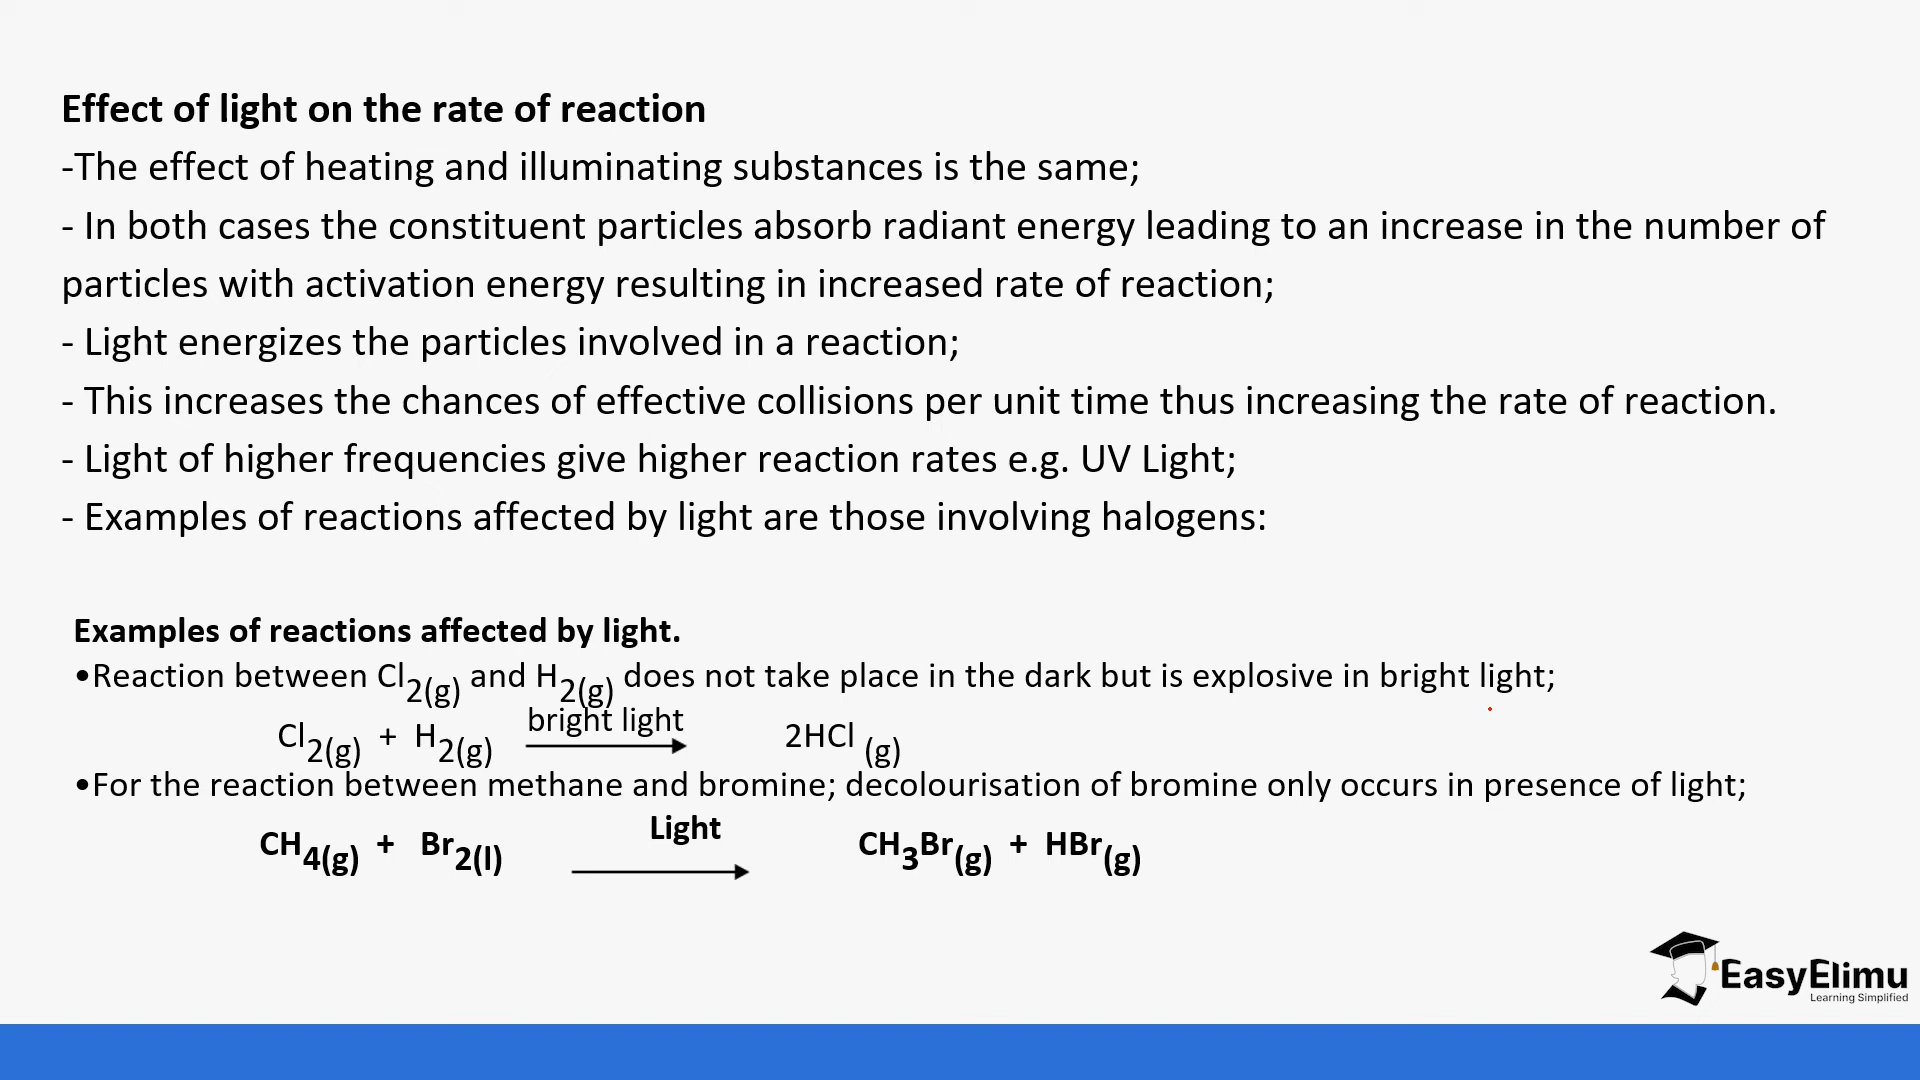 Effect of light on the rate of reaction
-The effect of heating and illuminating substances is the same;
- In both cases the constituent particles absorb radiant energy leading to an increase in the number of
particles with activation energy resulting in increased rate of reaction;
- Light energizes the particles involved in a reaction;
- This increases the chances of effective collisions per unit time thus increasing the rate of reaction.
- Light of higher frequencies give higher reaction rates e.g. UV Light;
- Examples of reactions affected by light are those involving halogens:
Examples of reactions affected by light.
•Reaction between Cl2(g) and H2(g) does not take place in the dark but is explosive in bright light;
bright light
Cl2(g) + H2(g) 2HCl (g)
•For the reaction between methane and bromine; decolourisation of bromine only occurs in presence of light;
Light
CH4(g) + Br2(l) CH3Br(g) + HBr(g)
EasyElimu
Learning Simplified